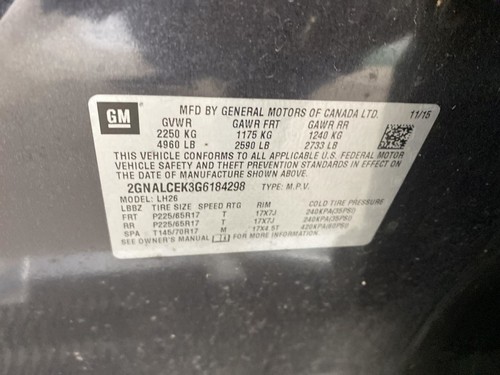 GM
MFD BY GENERAL MOTORS OF CANADA LTD. 11/15
GVWR GAWR FRT GAWR RR
2250 KG 1175 KG 1240 KG
4960 LB 2590 LB 2733 LB
THIS VEHICLE CONFORMS TO ALL APPLICABLE U.S. FEDERAL MOTOR
VEHICLE SAFETY AND THEFT PREVENTION STANDARDS IN EFFECT ON
THE DATE OF MANUFACTURE SHOWN ABOVE.
2GNALCEK3G6184298 TYPE: M.P.V.
MODEL: LH26
LBBZ TIRE SIZE SPEED RTG RIM COLD TIRE PRESSURE
FRT P225/65R17 T 17X7J 240KPA(35PSI)
RR P225/65R17 T 17X7J 240KPA(35PSI)
SPA T145/70R17 M 17X4.5T 420KPA(60PSI)
SEE OWNER'S MANUAL FOR MORE INFORMATION.